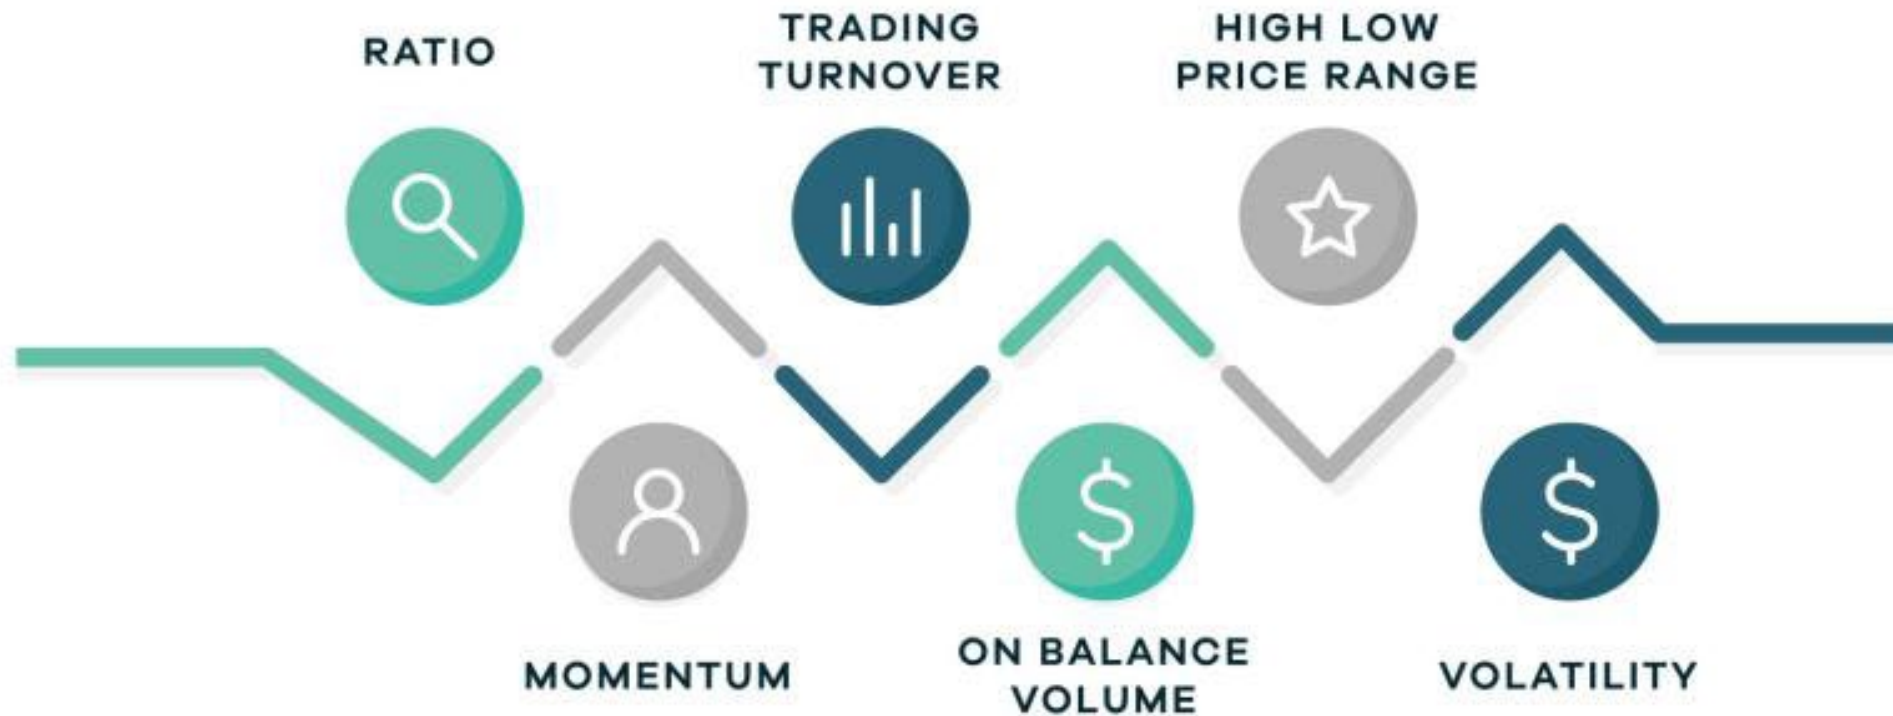 RATIO
TRADING
TURNOVER
HIGH LOW
PRICE RANGE
MOMENTUM
ON BALANCE
VOLUME
VOLATILITY